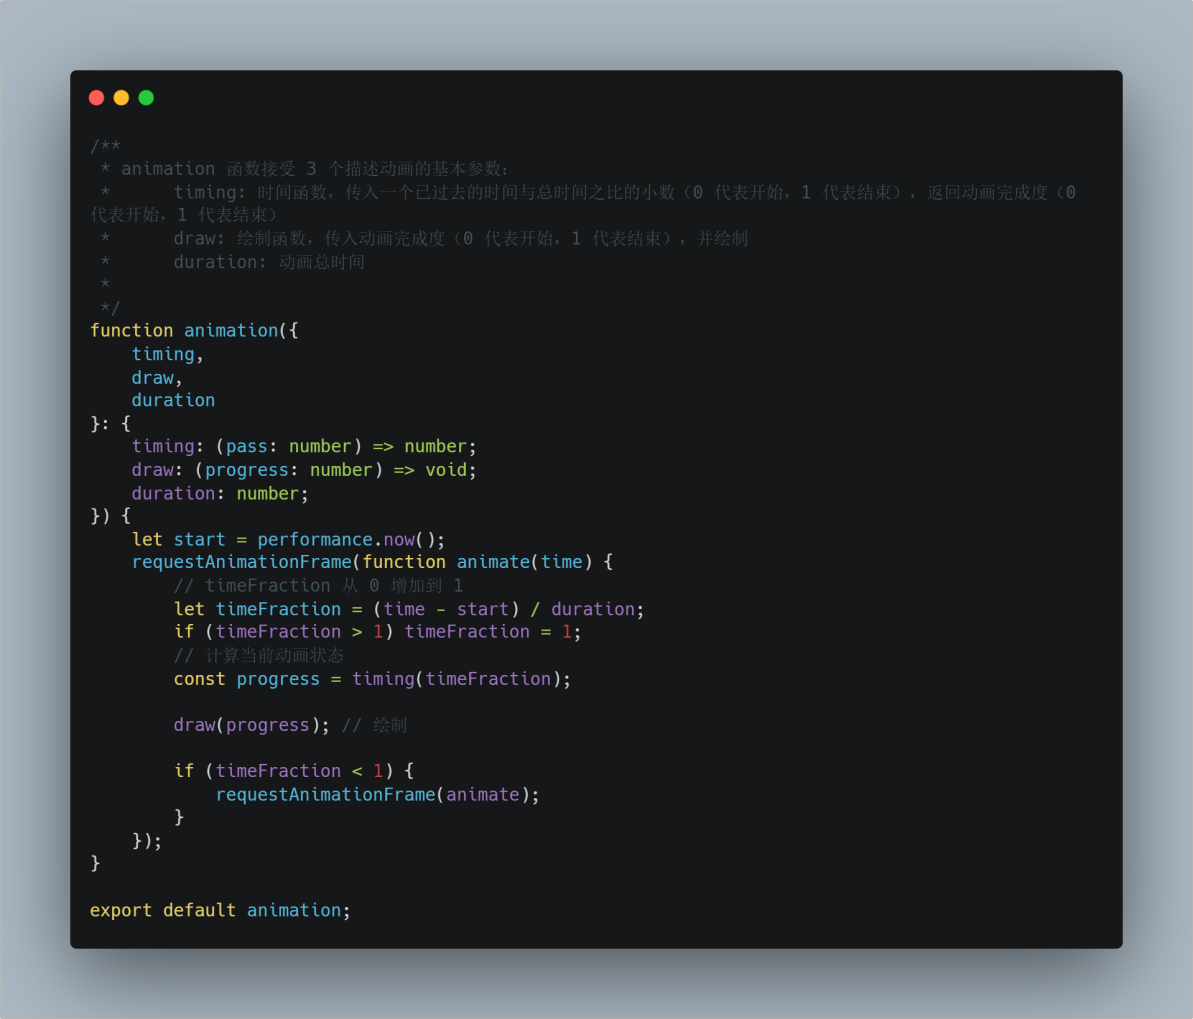 /**
 * animation 函数接受 3 个描述动画的基本参数：
 *      timing: 时间函数，传入一个已过去的时间与总时间之比的小数（0 代表开始，1 代表结束），返回动画完成度（0
代表开始，1 代表结束）
 *      draw: 绘制函数，传入动画完成度（0 代表开始，1 代表结束），并绘制
 *      duration: 动画总时间
 *
 */
function animation({
    timing,
    draw,
    duration
}: {
    timing: (pass: number) => number;
    draw: (progress: number) => void;
    duration: number;
}) {
    let start = performance.now();
    requestAnimationFrame(function animate(time) {
        // timeFraction 从 0 增加到 1
        let timeFraction = (time - start) / duration;
        if (timeFraction > 1) timeFraction = 1;
        // 计算当前动画状态
        const progress = timing(timeFraction);

        draw(progress); // 绘制

        if (timeFraction < 1) {
            requestAnimationFrame(animate);
        }
    });
}

export default animation;